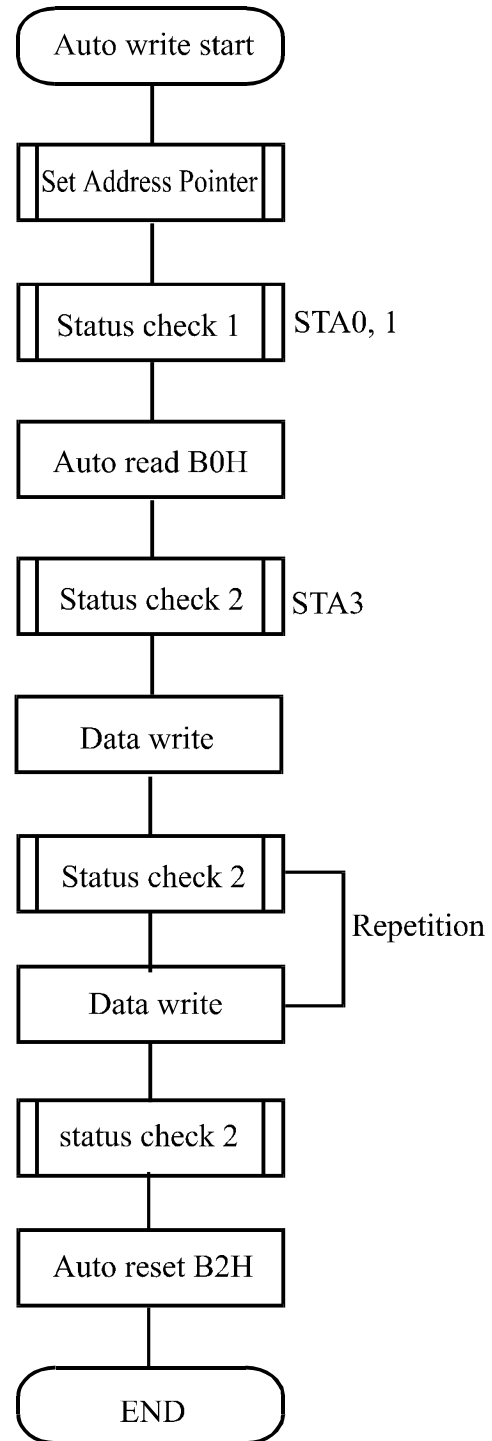 Auto write start
Set Address Pointer
Status check 1
STA0, 1
Auto read B0H
Status check 2
STA3
Data write
Status check 2
Repetition
Data write
status check 2
Auto reset B2H
END